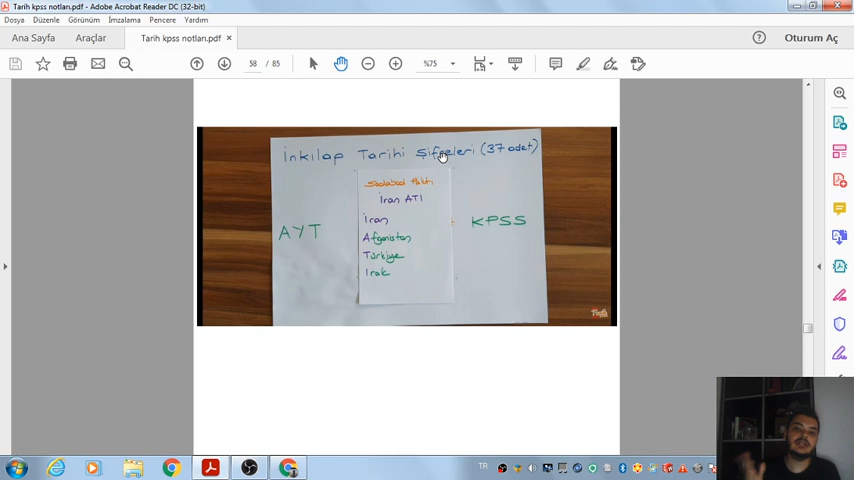 Tarih kpss notları.pdf - Adobe Acrobat Reader DC (32-bit)
Dosya Düzenle Görünüm İmzalama Pencere Yardım
Ana Sayfa Araçlar Tarih kpss notları.pdf × Oturum Aç
58 / 85 %75
İnkılap Tarihi Şifreleri (37 adet)
Sadabad Paktı
İran ATI
İran
Afganistan
Türkiye
Irak
AYT
KPSS
TR